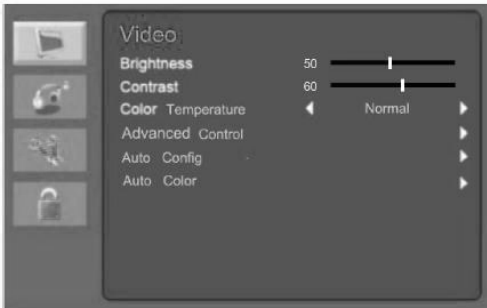 Video
Brightness 50
Contrast 60
Color Temperature Normal
Advanced Control
Auto Config
Auto Color